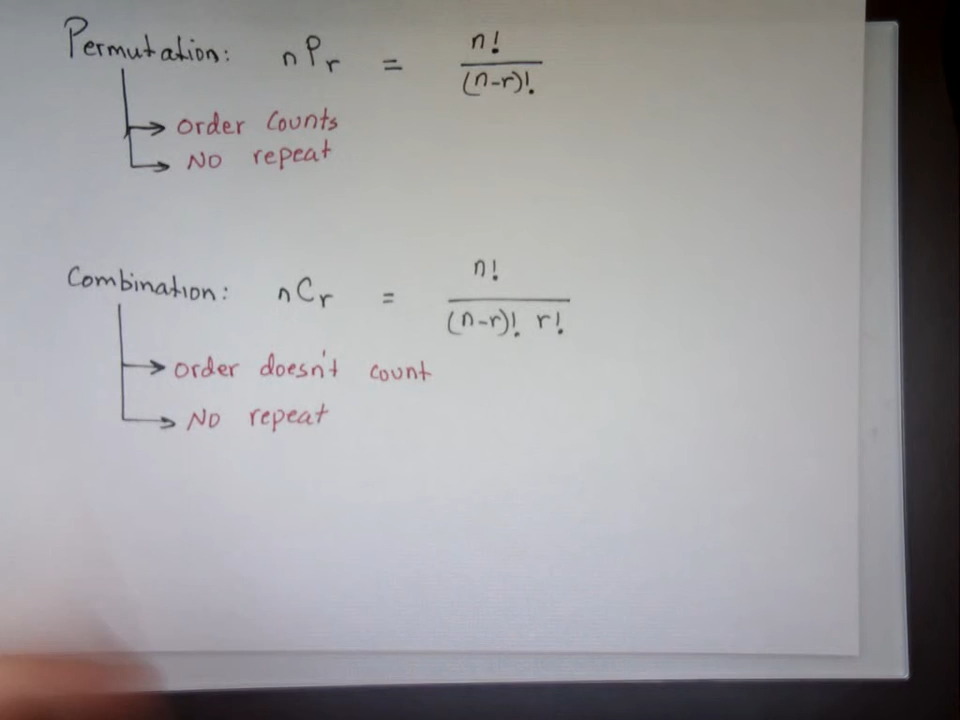 Permutation: nPr = n!/(n-r)!
order counts
No repeat
Combination: nCr = n!/(n-r)! r!
order doesn't count
No repeat